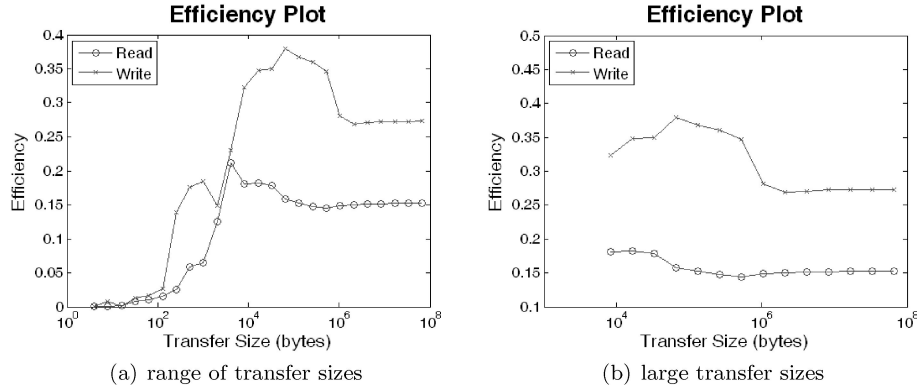 Efficiency Plot
0.4
0.35
0.3
0.25
0.2
0.15
0.1
0.05
0
Efficiency
Read
Write
10^0 10^2 10^4 10^6 10^8
Transfer Size (bytes)
(a) range of transfer sizes
Efficiency Plot
0.5
0.45
0.4
0.35
0.3
0.25
0.2
0.15
0.1
Efficiency
Read
Write
10^4 10^6 10^8
Transfer Size (bytes)
(b) large transfer sizes